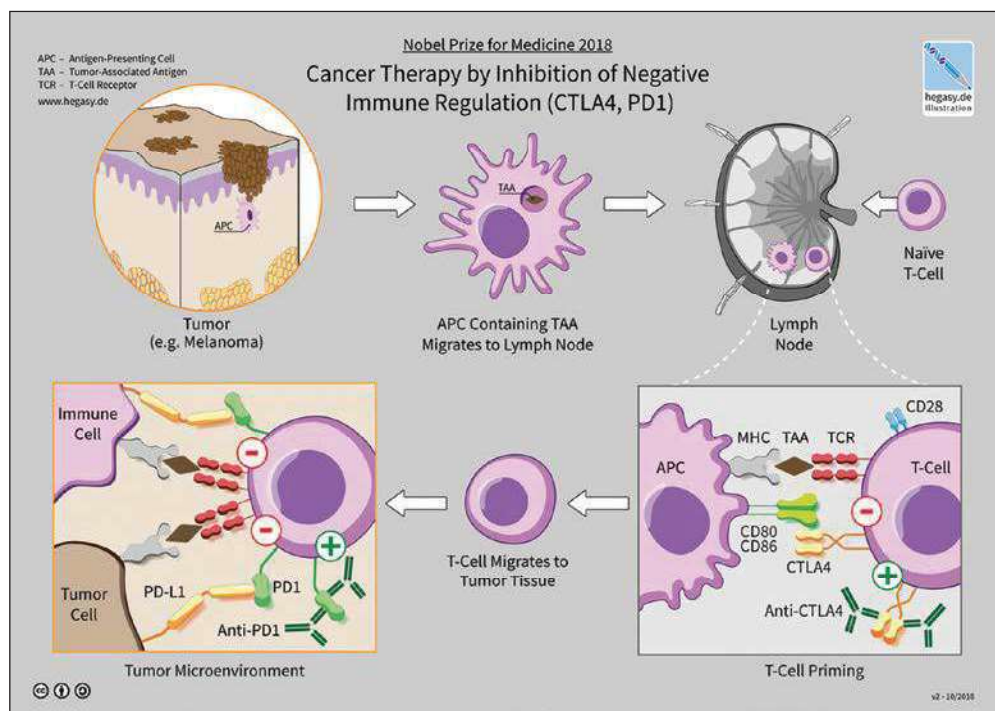 Nobel Prize for Medicine 2018
Cancer Therapy by Inhibition of Negative
Immune Regulation (CTLA4, PD1)
APC – Antigen-Presenting Cell
TAA – Tumor-Associated Antigen
TCR – T-Cell Receptor
www.hegasy.de
hegasy.de
Illustration
APC
Tumor
(e.g. Melanoma)
TAA
APC Containing TAA
Migrates to Lymph Node
Lymph
Node
Naïve
T-Cell
Immune
Cell
Tumor
Cell
PD-L1
PD1
Anti-PD1
Tumor Microenvironment
T-Cell Migrates to
Tumor Tissue
APC
MHC
TAA
TCR
CD28
T-Cell
CD80
CD86
CTLA4
Anti-CTLA4
T-Cell Priming
cc
v2 - 10/2018